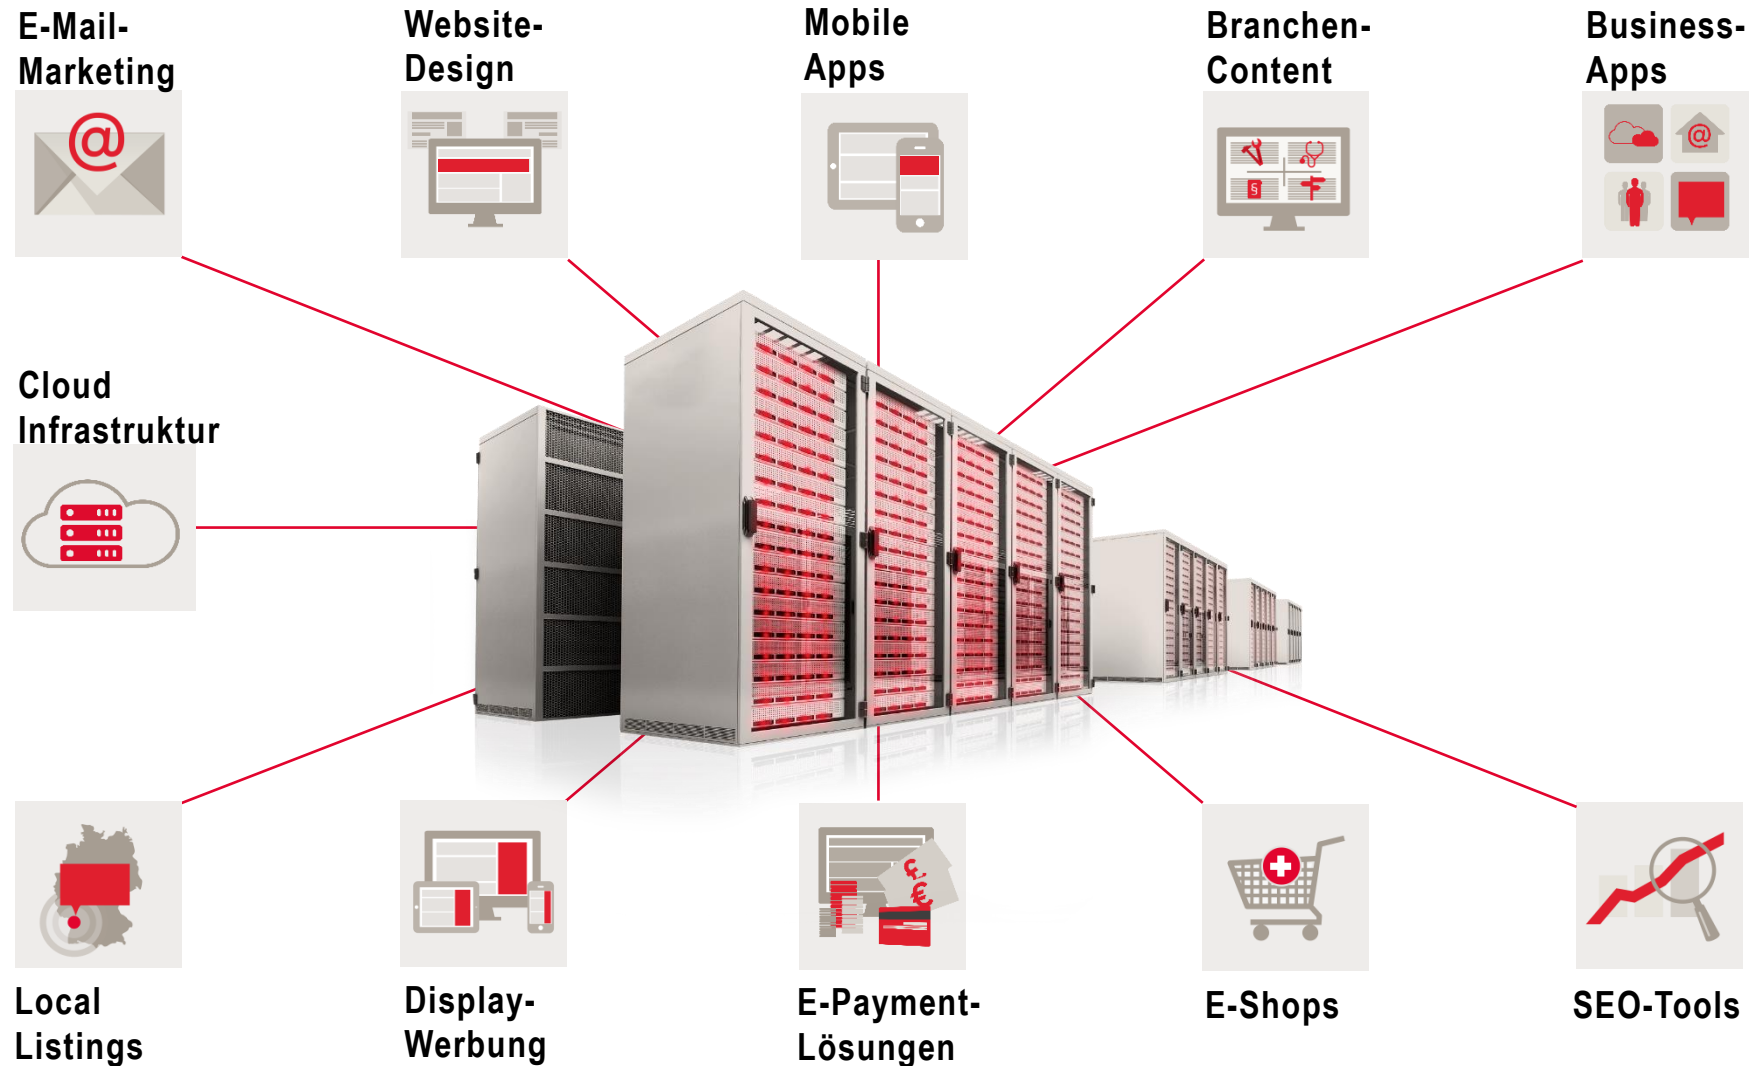 E-Mail-
Marketing
Website-
Design
Mobile
Apps
Branchen-
Content
Business-
Apps
@
@
§
Cloud
Infrastruktur
£
€
Local
Listings
Display-
Werbung
E-Payment-
Lösungen
E-Shops
SEO-Tools